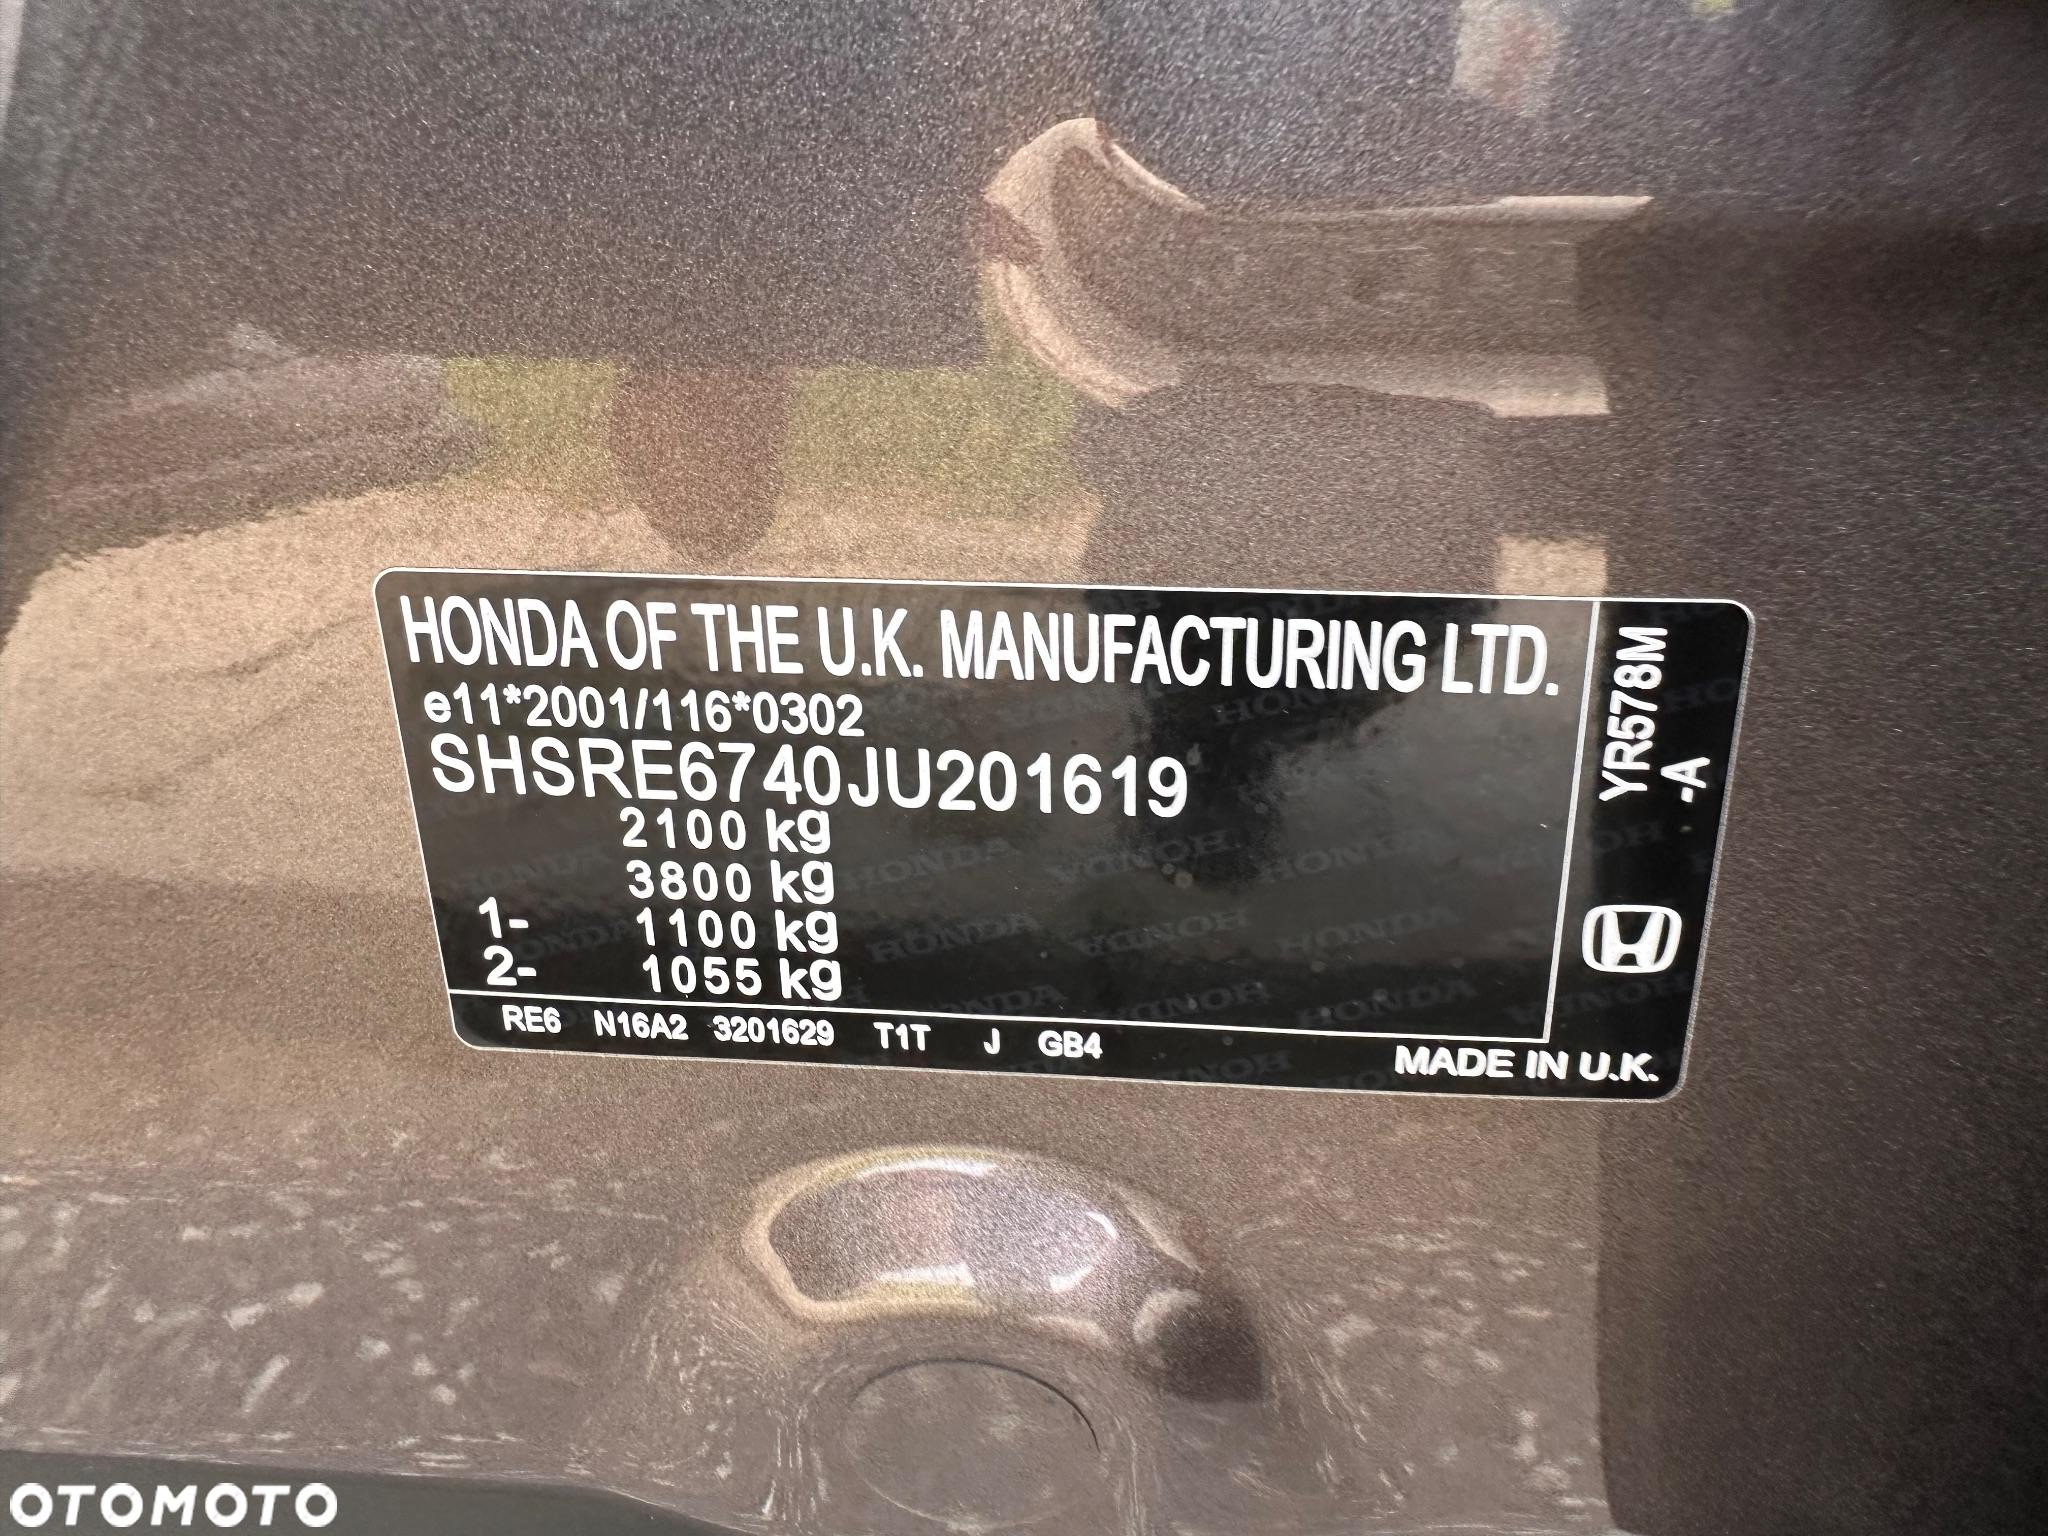 HONDA OF THE U.K. MANUFACTURING LTD.
e11*2001/116*0302
SHSRE6740JU201619
2100 kg
3800 kg
1- 1100 kg
2- 1055 kg
RE6 N16A2 3201629 T1T J GB4
MADE IN U.K.
YR578M
-A
OTOMOTO